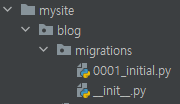 mysite
blog
migrations
0001_initial.py
__init__.py